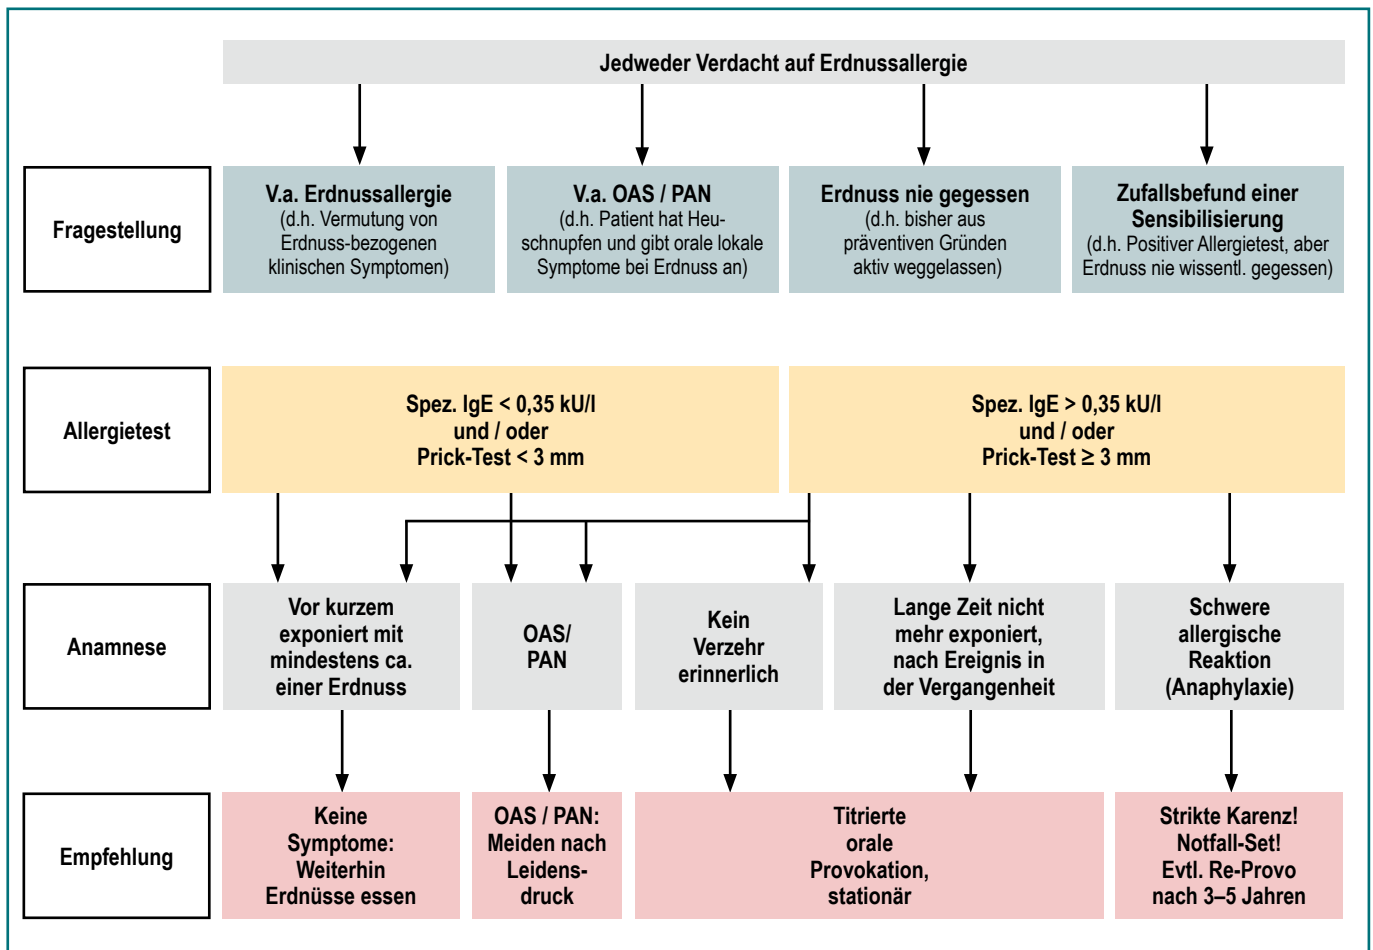 Jedweder Verdacht auf Erdnussallergie
Fragestellung
V.a. Erdnussallergie
(d.h. Vermutung von
Erdnuss-bezogenen
klinischen Symptomen)
V.a. OAS / PAN
(d.h. Patient hat Heu-
schnupfen und gibt orale lokale
Symptome bei Erdnuss an)
Erdnuss nie gegessen
(d.h. bisher aus
präventiven Gründen
aktiv weggelassen)
Zufallsbefund einer
Sensibilisierung
(d.h. Positiver Allergietest, aber
Erdnuss nie wissentl. gegessen)
Allergietest
Spez. IgE < 0,35 kU/l
und / oder
Prick-Test < 3 mm
Spez. IgE > 0,35 kU/l
und / oder
Prick-Test ≥ 3 mm
Anamnese
Vor kurzem
exponiert mit
mindestens ca.
einer Erdnuss
OAS/
PAN
Kein
Verzehr
erinnerlich
Lange Zeit nicht
mehr exponiert,
nach Ereignis in
der Vergangenheit
Schwere
allergische
Reaktion
(Anaphylaxie)
Empfehlung
Keine
Symptome:
Weiterhin
Erdnüsse essen
OAS / PAN:
Meiden nach
Leidens-
druck
Titrierte
orale
Provokation,
stationär
Strikte Karenz!
Notfall-Set!
Evtl. Re-Provo
nach 3–5 Jahren